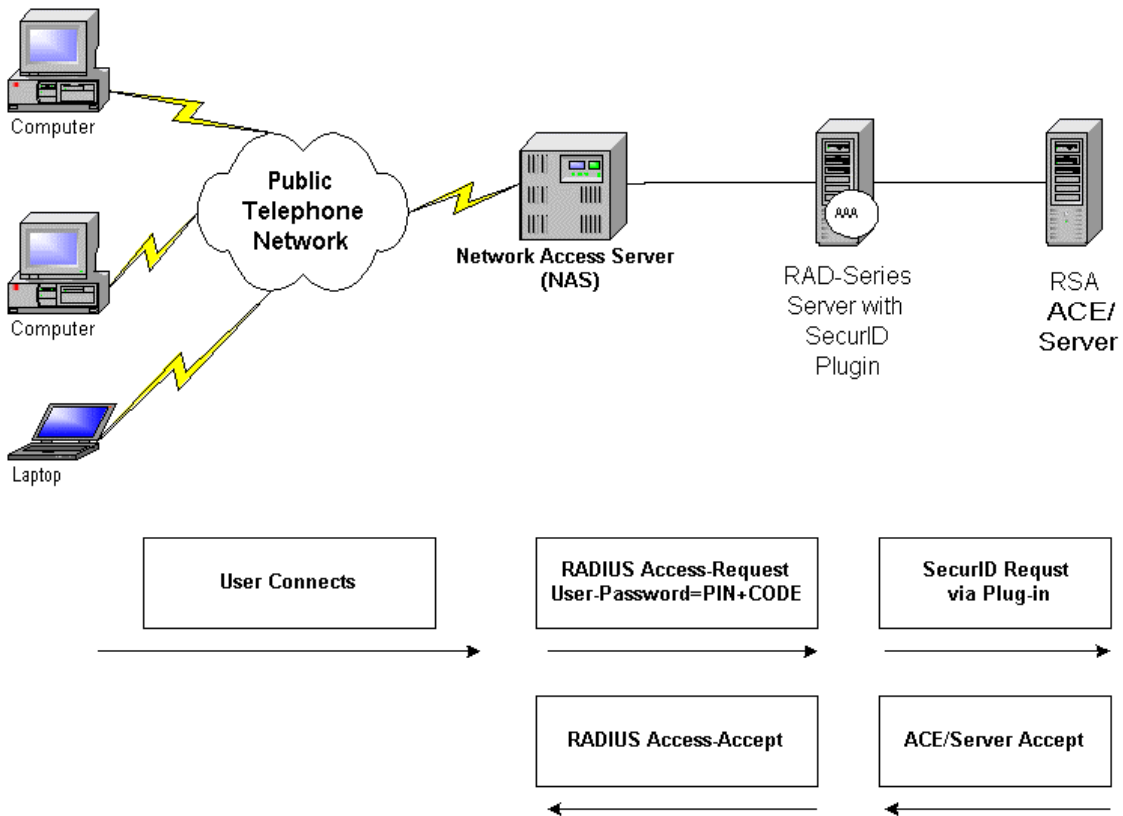 Computer
Public
Telephone
Network
Computer
Laptop
Network Access Server
(NAS)
AAA
RAD-Series
Server with
SecurID
Plugin
RSA
ACE/
Server
User Connects
RADIUS Access-Request
User-Password=PIN+CODE
SecurID Requst
via Plug-in
RADIUS Access-Accept
ACE/Server Accept